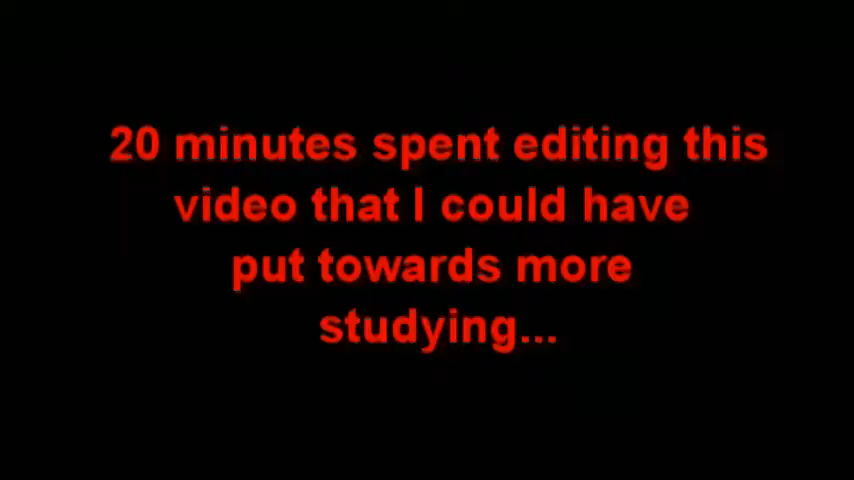 20 minutes spent editing this
video that I could have
put towards more
studying...